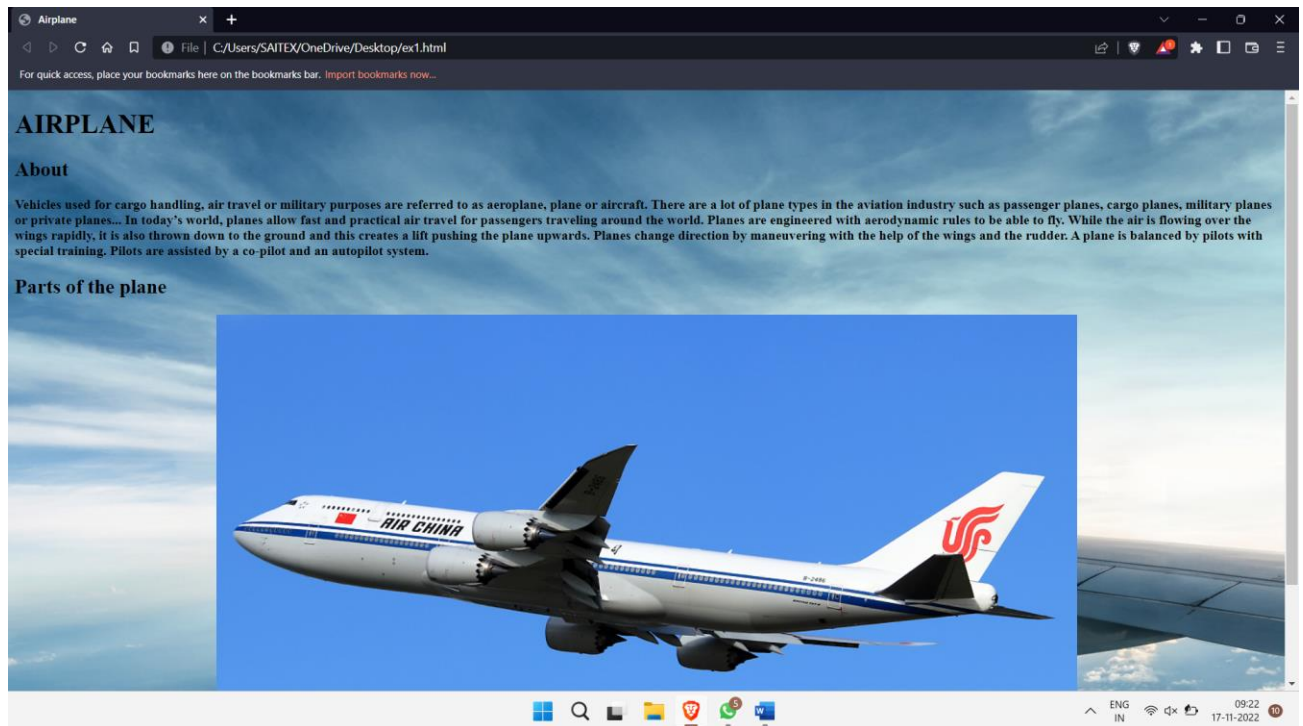 Airplane
File | C:/Users/SAITEX/OneDrive/Desktop/ex1.html
For quick access, place your bookmarks here on the bookmarks bar. Import bookmarks now...
AIRPLANE
About
Vehicles used for cargo handling, air travel or military purposes are referred to as aeroplane, plane or aircraft. There are a lot of plane types in the aviation industry such as passenger planes, cargo planes, military planes
or private planes... In today's world, planes allow fast and practical air travel for passengers traveling around the world. Planes are engineered with aerodynamic rules to be able to fly. While the air is flowing over the
wings rapidly, it is also thrown down to the ground and this creates a lift pushing the plane upwards. Planes change direction by maneuvering with the help of the wings and the rudder. A plane is balanced by pilots with
special training. Pilots are assisted by a co-pilot and an autopilot system.
Parts of the plane
AIR CHINA
B-2486
5
ENG
IN
09:22
17-11-2022
10